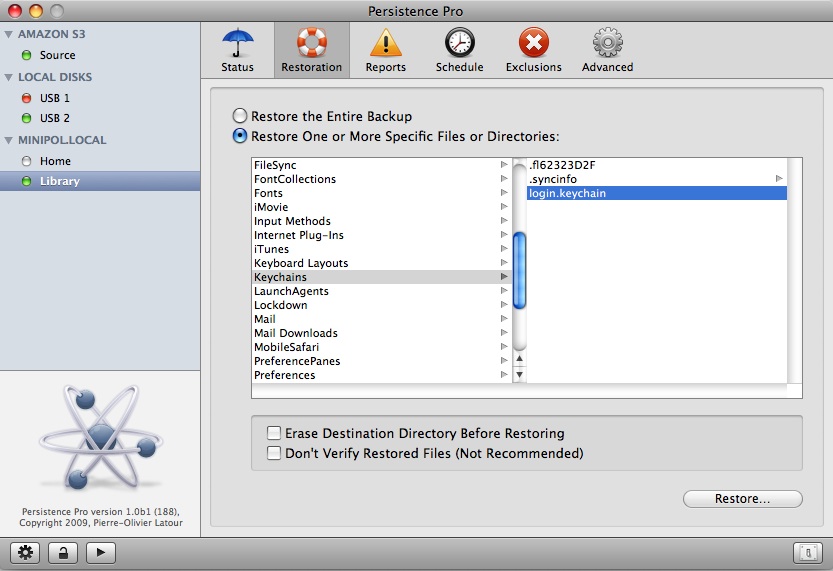 Persistence Pro
AMAZON S3
Source
LOCAL DISKS
USB 1
USB 2
MINIPOL.LOCAL
Home
Library
Status
Restoration
Reports
Schedule
Exclusions
Advanced
Restore the Entire Backup
Restore One or More Specific Files or Directories:
FileSync
FontCollections
Fonts
iMovie
Input Methods
Internet Plug-Ins
iTunes
Keyboard Layouts
Keychains
LaunchAgents
Lockdown
Mail
Mail Downloads
MobileSafari
PreferencePanes
Preferences
.fl62323D2F
.syncinfo
login.keychain
Erase Destination Directory Before Restoring
Don't Verify Restored Files (Not Recommended)
Restore...
Persistence Pro version 1.0b1 (188),
Copyright 2009, Pierre-Olivier Latour